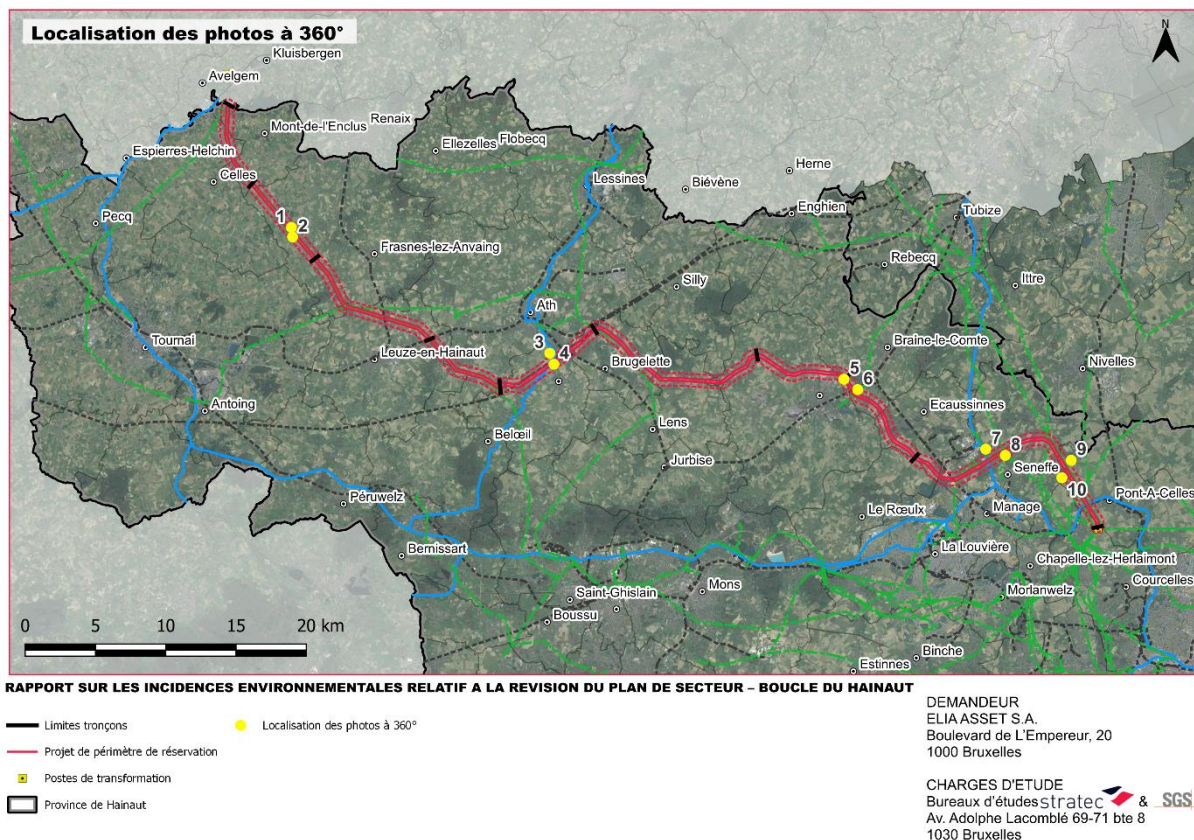 Localisation des photos à 360°
N
Kluisbergen
Avelgem
Mont-de-l'Enclus
Renaix
Ellezelles
Flobecq
Espierres-Helchin
Celles
Lessines
Biévène
Herne
Enghien
Tubize
Pecq
1
2
Frasnes-lez-Anvaing
Rebecq
Ittre
Silly
Ath
Tournai
Leuze-en-Hainaut
3
4
Brugelette
Braine-le-Comte
Nivelles
5
6
Antoing
Ecaussinnes
Lens
Belœil
7
8
9
Jurbise
Seneffe
10
Péruwelz
Pont-A-Celles
Le Rœulx
Manage
Bernissart
La Louvière
Chapelle-lez-Herlaimont
Mons
Courcelles
Saint-Ghislain
Morlanwelz
Boussu
Binche
Estinnes
0 5 10 15 20 km
RAPPORT SUR LES INCIDENCES ENVIRONNEMENTALES RELATIF A LA REVISION DU PLAN DE SECTEUR – BOUCLE DU HAINAUT
Limites tronçons
Localisation des photos à 360°
Projet de périmètre de réservation
Postes de transformation
Province de Hainaut
DEMANDEUR
ELIA ASSET S.A.
Boulevard de L'Empereur, 20
1000 Bruxelles
CHARGES D'ETUDE
Bureaux d'études stratec & SGS
Av. Adolphe Lacomblé 69-71 bte 8
1030 Bruxelles